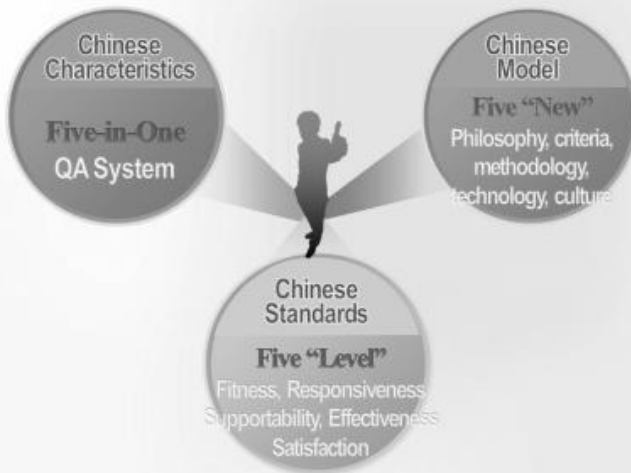 Chinese
Characteristics
Five-in-One
QA System
Chinese
Model
Five “New”
Philosophy, criteria,
methodology,
technology, culture
Chinese
Standards
Five “Level”
Fitness, Responsiveness
Supportability, Effectiveness
Satisfaction